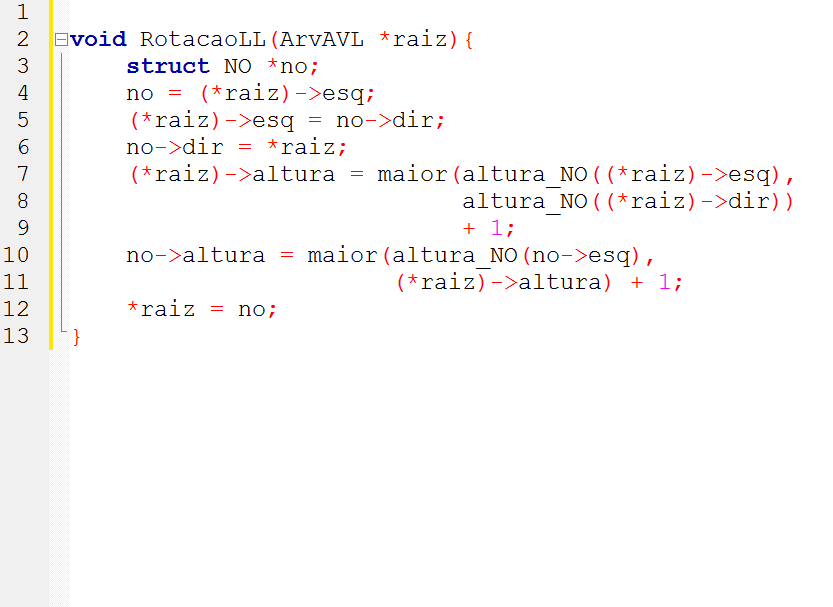 1
2 void RotacaoLL(ArvAVL *raiz){
3     struct NO *no;
4     no = (*raiz)->esq;
5     (*raiz)->esq = no->dir;
6     no->dir = *raiz;
7     (*raiz)->altura = maior(altura_NO((*raiz)->esq),
8                             altura_NO((*raiz)->dir))
9                             + 1;
10     no->altura = maior(altura_NO(no->esq),
11                        (*raiz)->altura) + 1;
12     *raiz = no;
13 }